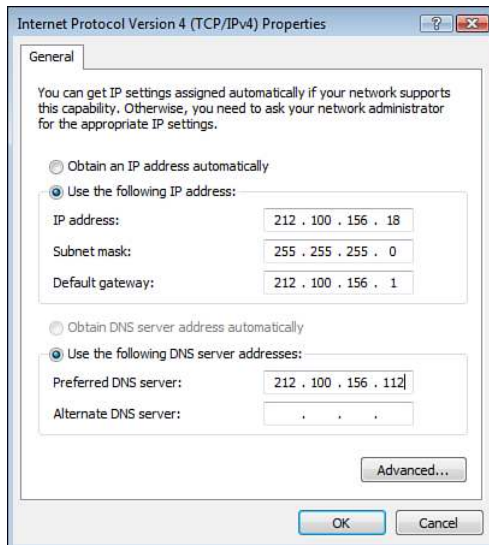 Internet Protocol Version 4 (TCP/IPv4) Properties
General
You can get IP settings assigned automatically if your network supports
this capability. Otherwise, you need to ask your network administrator
for the appropriate IP settings.
Obtain an IP address automatically
Use the following IP address:
IP address: 212 . 100 . 156 . 18
Subnet mask: 255 . 255 . 255 . 0
Default gateway: 212 . 100 . 156 . 1
Obtain DNS server address automatically
Use the following DNS server addresses:
Preferred DNS server: 212 . 100 . 156 . 112
Alternate DNS server: . . .
Advanced...
OK Cancel